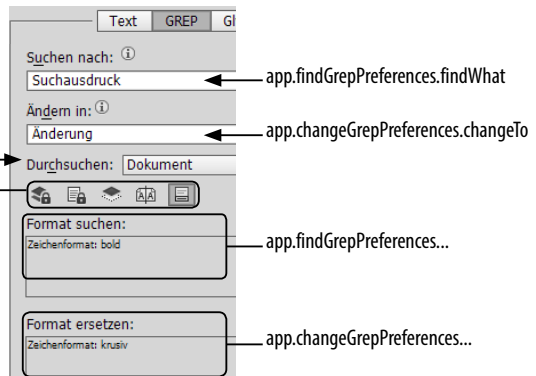 Text GREP Gl
Suchen nach:
Suchausdruck
app.findGrepPreferences.findWhat
Ändern in:
Änderung
app.changeGrepPreferences.changeTo
Durchsuchen: Dokument
Format suchen:
Zeichenformat: bold
app.findGrepPreferences...
Format ersetzen:
Zeichenformat: krusiv
app.changeGrepPreferences...